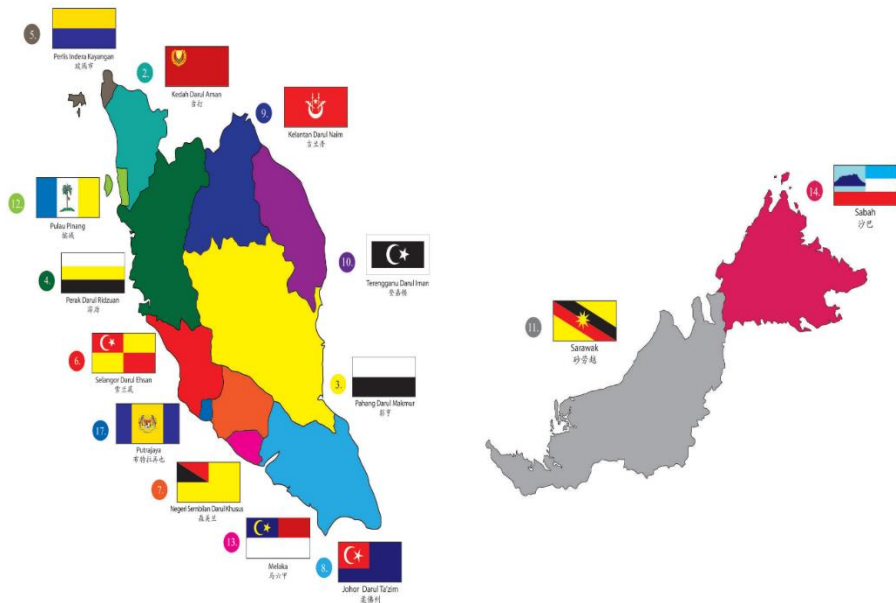 5.
Perlis Indera Kayangan
玻璃市
2.
Kedah Darul Aman
吉打
9.
Kelantan Darul Naim
吉兰丹
12.
Pulau Pinang
槟城
14.
Sabah
沙巴
4.
Perak Darul Ridzuan
霹雳
10.
Terengganu Darul Iman
登嘉楼
11.
Sarawak
砂劳越
6.
Selangor Darul Ehsan
雪兰莪
3.
Pahang Darul Makmur
彭亨
17.
Putrajaya
布特拉再也
7.
Negeri Sembilan Darul Khusus
森美兰
13.
Melaka
马六甲
8.
Johor Darul Ta'zim
柔佛州